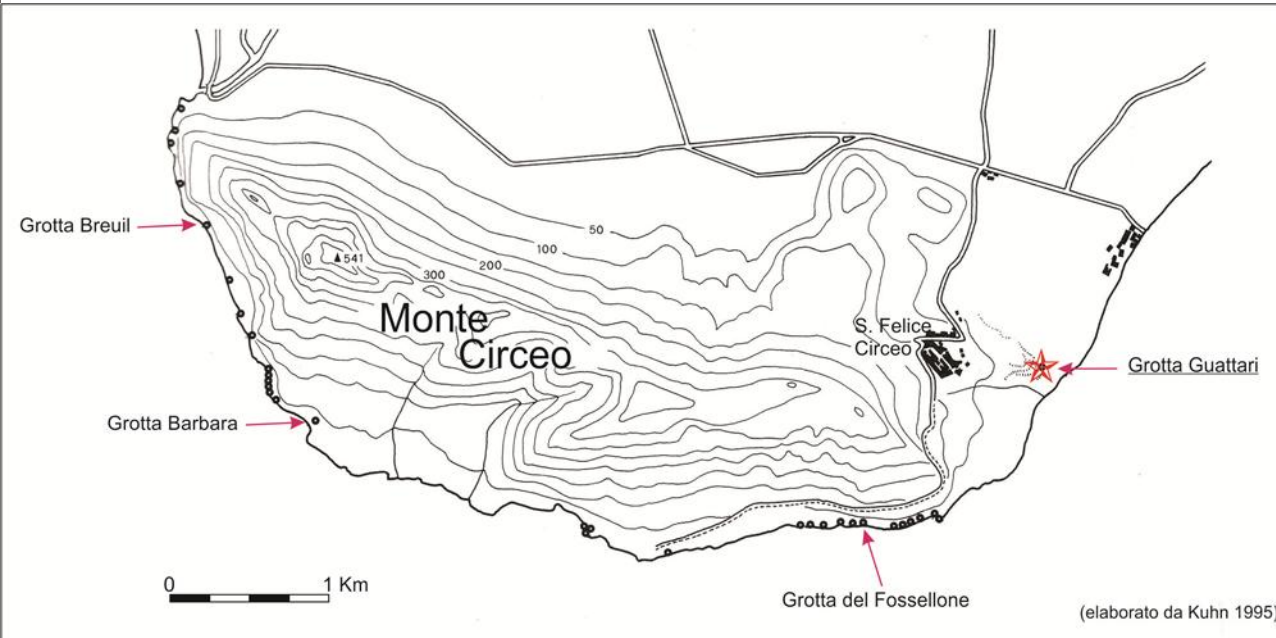 Grotta Breuil
541
50
100
200
300
Monte
Circeo
S. Felice
Circeo
Grotta Guattari
Grotta Barbara
0 1 Km
Grotta del Fossellone
(elaborato da Kuhn 1995)